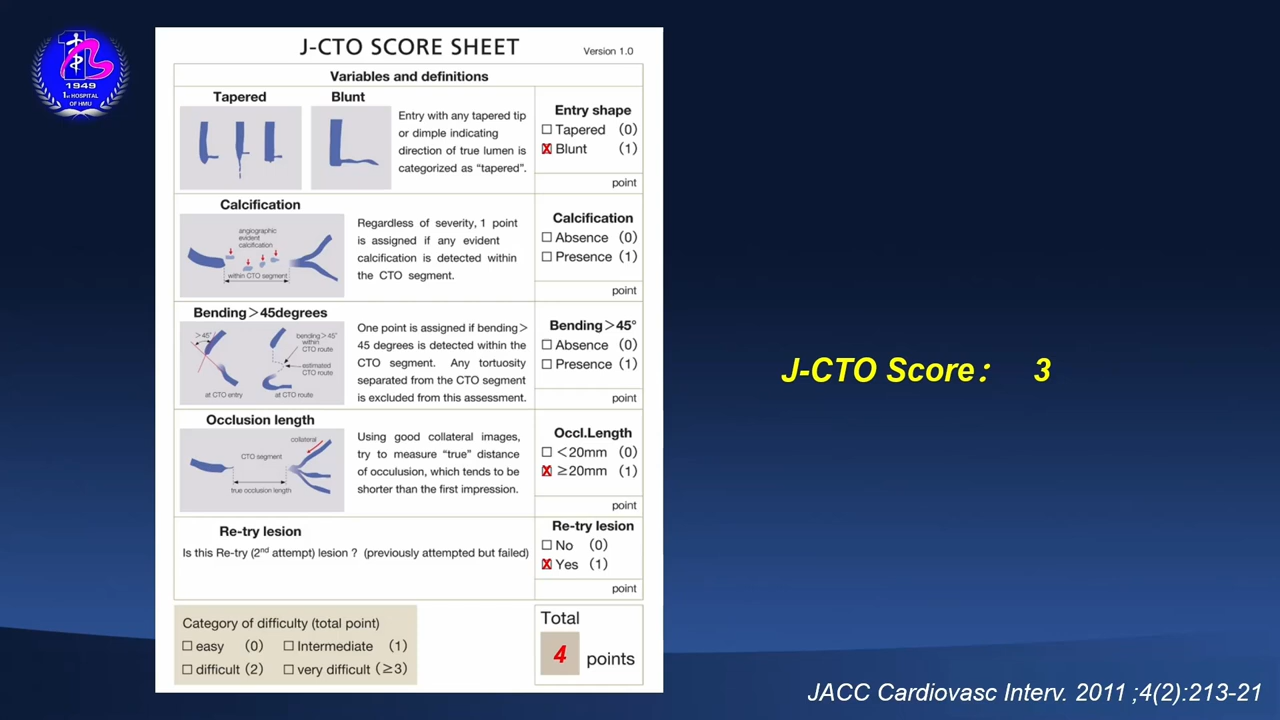 1949
1st HOSPITAL
OF HMU
J-CTO SCORE SHEET
Version 1.0
Variables and definitions
Tapered
Blunt
Entry with any tapered tip
or dimple indicating
direction of true lumen is
categorized as “tapered”.
Entry shape
☐ Tapered (0)
☒ Blunt (1)
point
Calcification
angiographic
evident
calcification
within CTO segment
Regardless of severity, 1 point
is assigned if any evident
calcification is detected within
the CTO segment.
Calcification
☐ Absence (0)
☐ Presence (1)
point
Bending>45degrees
>45°
at CTO entry
bending>45°
within
CTO route
estimated
CTO route
at CTO route
One point is assigned if bending>
45 degrees is detected within the
CTO segment. Any tortuosity
separated from the CTO segment
is excluded from this assessment.
Bending>45°
☐ Absence (0)
☐ Presence (1)
point
Occlusion length
collateral
CTO segment
true occlusion length
Using good collateral images,
try to measure “true” distance
of occulusion, which tends to be
shorter than the first impression.
Occl.Length
☐ <20mm (0)
☒ ≥20mm (1)
point
Re-try lesion
Is this Re-try (2nd attempt) lesion ? (previously attempted but failed)
Re-try lesion
☐ No (0)
☒ Yes (1)
point
Category of difficulty (total point)
☐ easy (0) ☐ Intermediate (1)
☐ difficult (2) ☐ very difficult (≥3)
Total
4 points
J-CTO Score： 3
JACC Cardiovasc Interv. 2011 ;4(2):213-21